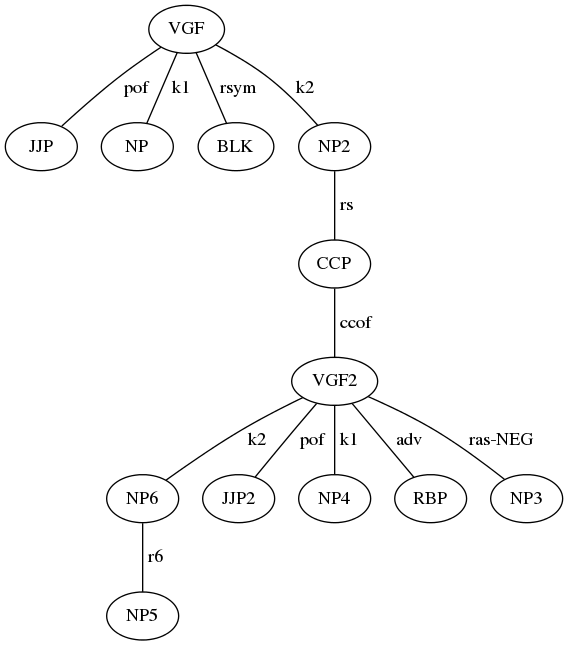 VGF
pof k1 rsym k2
JJP NP BLK NP2
rs
CCP
ccof
VGF2
k2 pof k1 adv ras-NEG
NP6 JJP2 NP4 RBP NP3
r6
NP5